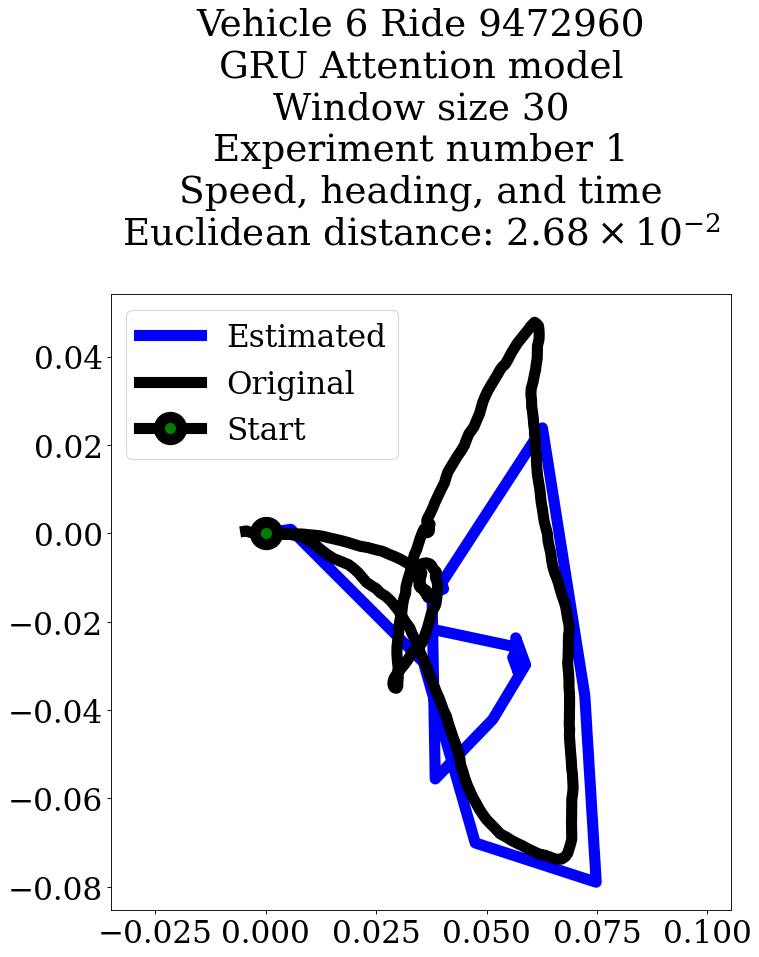 Vehicle 6 Ride 9472960
GRU Attention model
Window size 30
Experiment number 1
Speed, heading, and time
Euclidean distance: 2.68 × 10⁻²
Estimated
Original
Start
0.04
0.02
0.00
−0.02
−0.04
−0.06
−0.08
−0.025 0.000 0.025 0.050 0.075 0.100